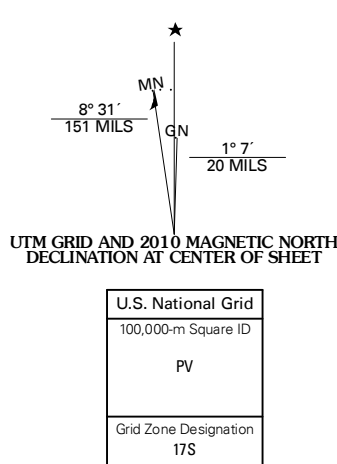 ★
MN
GN
8° 31´
151 MILS
1° 7´
20 MILS
UTM GRID AND 2010 MAGNETIC NORTH
DECLINATION AT CENTER OF SHEET
U.S. National Grid
100,000-m Square ID
PV
Grid Zone Designation
17S